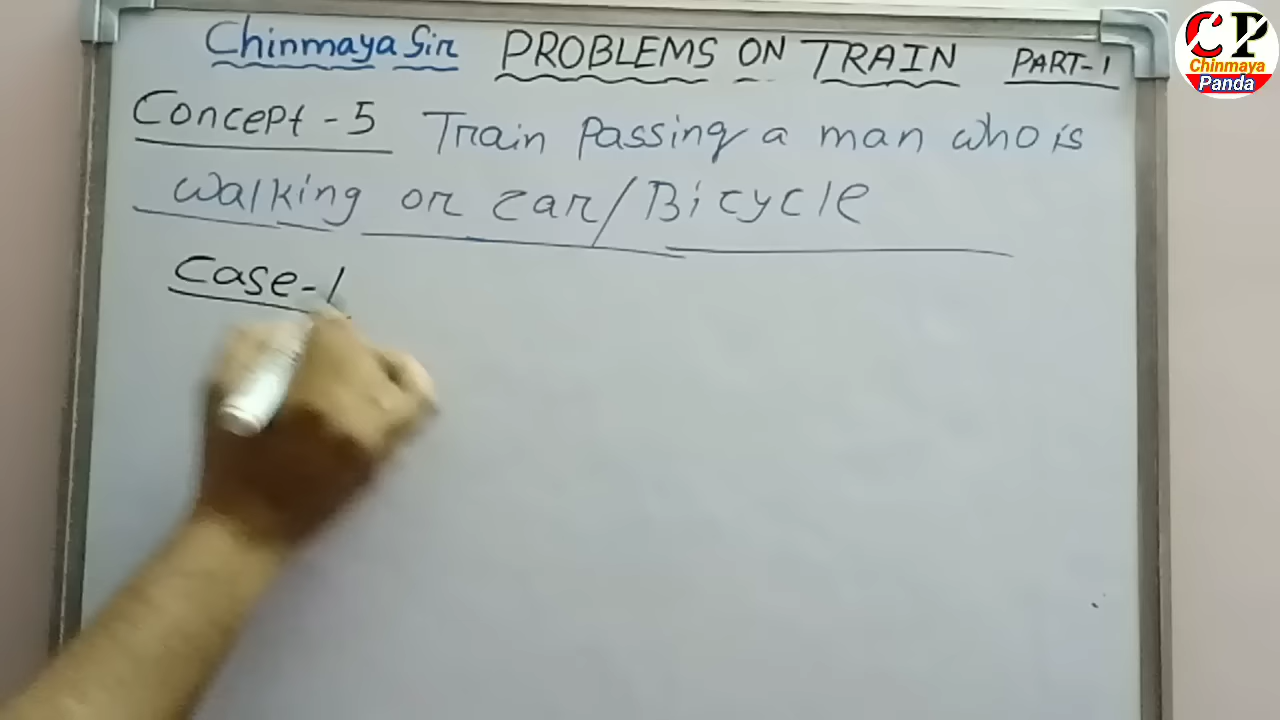 Chinmaya Sir PROBLEMS ON TRAIN PART-1
Concept-5 Train Passing a man who is
walking or car/Bicycle
Case-1
CP
Chinmaya
Panda